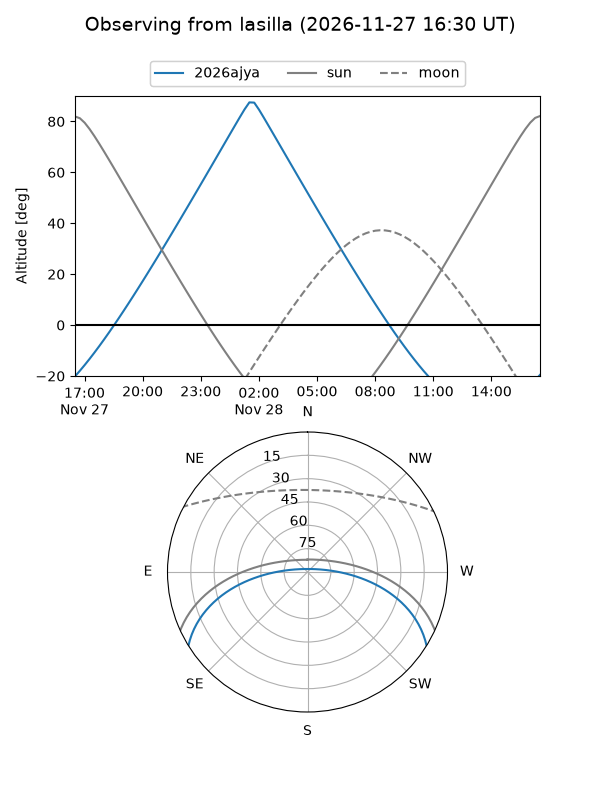 Observing from lasilla (2026-11-27 16:30 UT)
2026ajya sun moon
Altitude [deg]
80
60
40
20
0
−20
17:00 20:00 23:00 02:00 05:00 08:00 11:00 14:00
Nov 27 Nov 28
N
NE NW
15
30
45
60
75
E W
SE SW
S